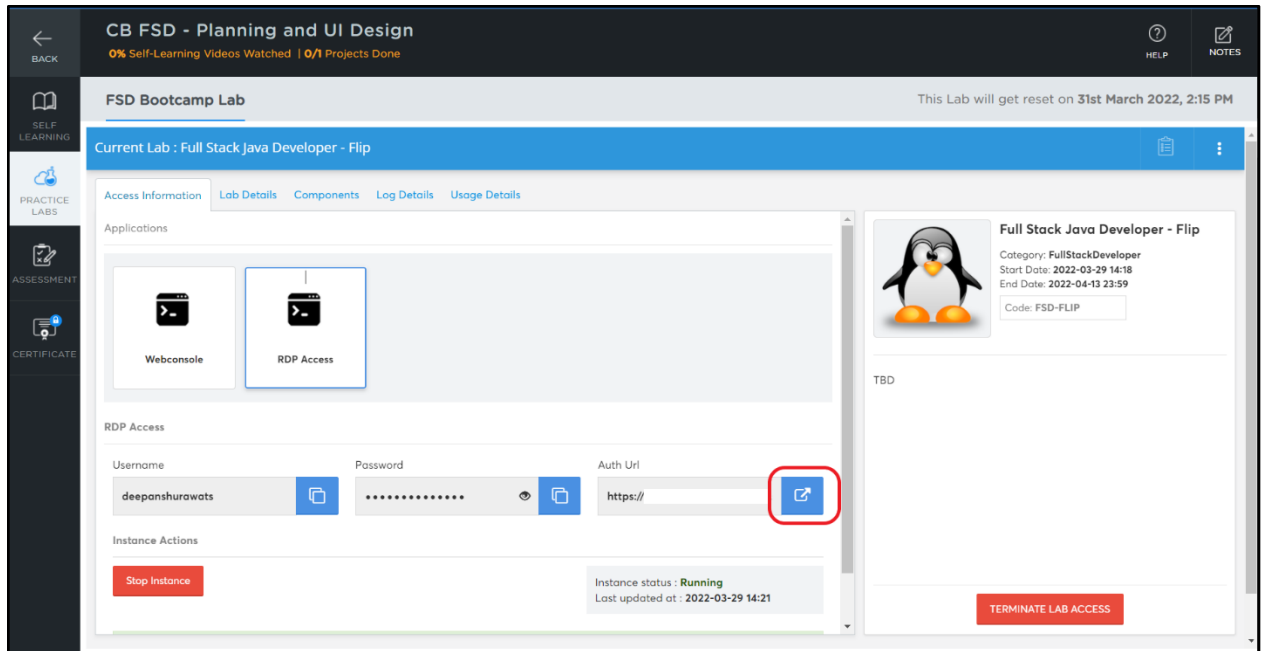 BACK
CB FSD - Planning and UI Design
0% Self-Learning Videos Watched | 0/1 Projects Done
HELP
NOTES
SELF
LEARNING
PRACTICE
LABS
ASSESSMENT
CERTIFICATE
FSD Bootcamp Lab
This Lab will get reset on 31st March 2022, 2:15 PM
Current Lab : Full Stack Java Developer - Flip
Access Information
Lab Details
Components
Log Details
Usage Details
Applications
Webconsole
RDP Access
RDP Access
Username
Password
Auth Url
deepanshurawats
••••••••••••••
https://
Instance Actions
Stop Instance
Instance status : Running
Last updated at : 2022-03-29 14:21
Full Stack Java Developer - Flip
Category: FullStackDeveloper
Start Date: 2022-03-29 14:18
End Date: 2022-04-13 23:59
Code: FSD-FLIP
TBD
TERMINATE LAB ACCESS